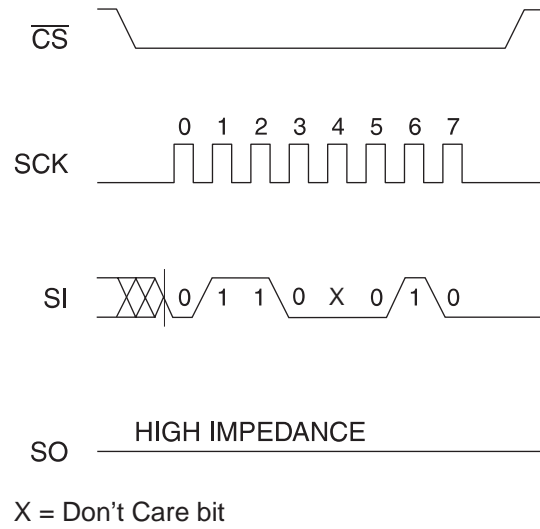 CS
0 1 2 3 4 5 6 7
SCK
SI 0 1 1 0 X 0 1 0
HIGH IMPEDANCE
SO
X = Don't Care bit